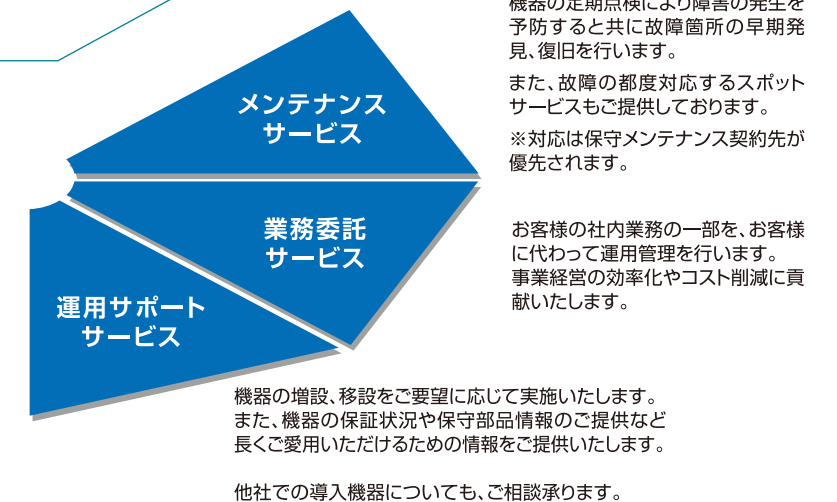 機器の定期点検により障害の発生を
予防すると共に故障箇所の早期発
見、復旧を行います。
また、故障の都度対応するスポット
サービスもご提供しております。
※対応は保守メンテナンス契約先が
優先されます。
メンテナンス
サービス
業務委託
サービス
お客様の社内業務の一部を、お客様
に代わって運用管理を行います。
事業経営の効率化やコスト削減に貢
献いたします。
運用サポート
サービス
機器の増設、移設をご要望に応じて実施いたします。
また、機器の保証状況や保守部品情報のご提供など
長くご愛用いただけるための情報をご提供いたします。
他社での導入機器についても、ご相談承ります。